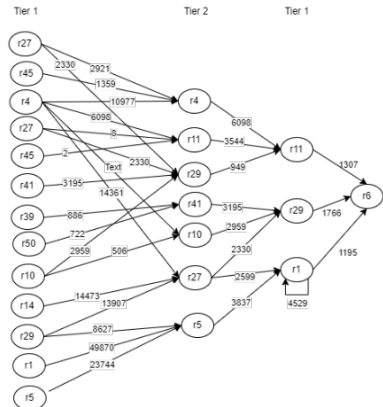 Tier 1 Tier 2 Tier 1
r27
r45
r4
r27
r45
r41
r39
r50
r10
r14
r29
r1
r5
2330
2921
1359
10977
6098
8
2
Text
2330
3195
14361
886
722
2959
506
14473
13907
8627
49870
23744
r4
r11
r29
r41
r10
r27
r5
6098
3544
949
3195
2959
2330
2599
3837
r11
r29
r1
4529
1307
1766
1195
r6